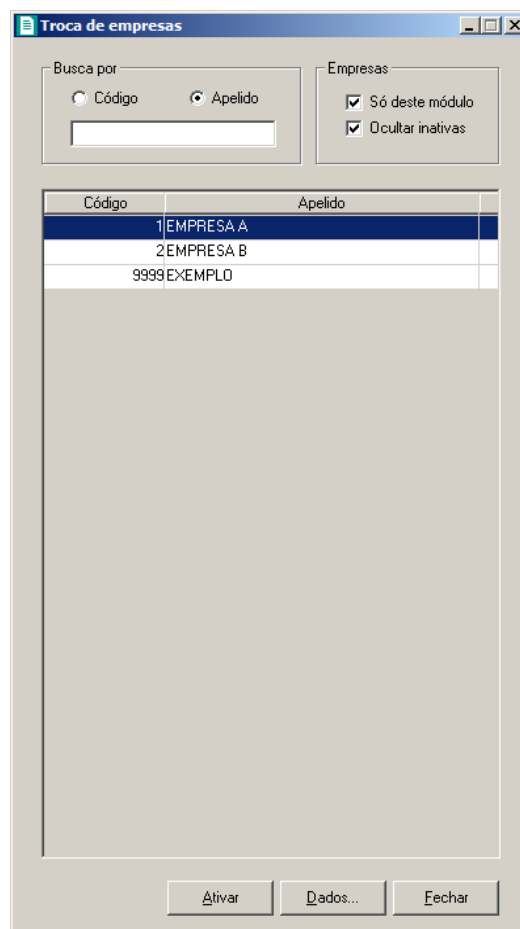 Troca de empresas
Busca por
Código Apelido
Empresas
Só deste módulo
Ocultar inativas
Código Apelido
1 EMPRESA A
2 EMPRESA B
9999 EXEMPLO
Ativar Dados... Fechar